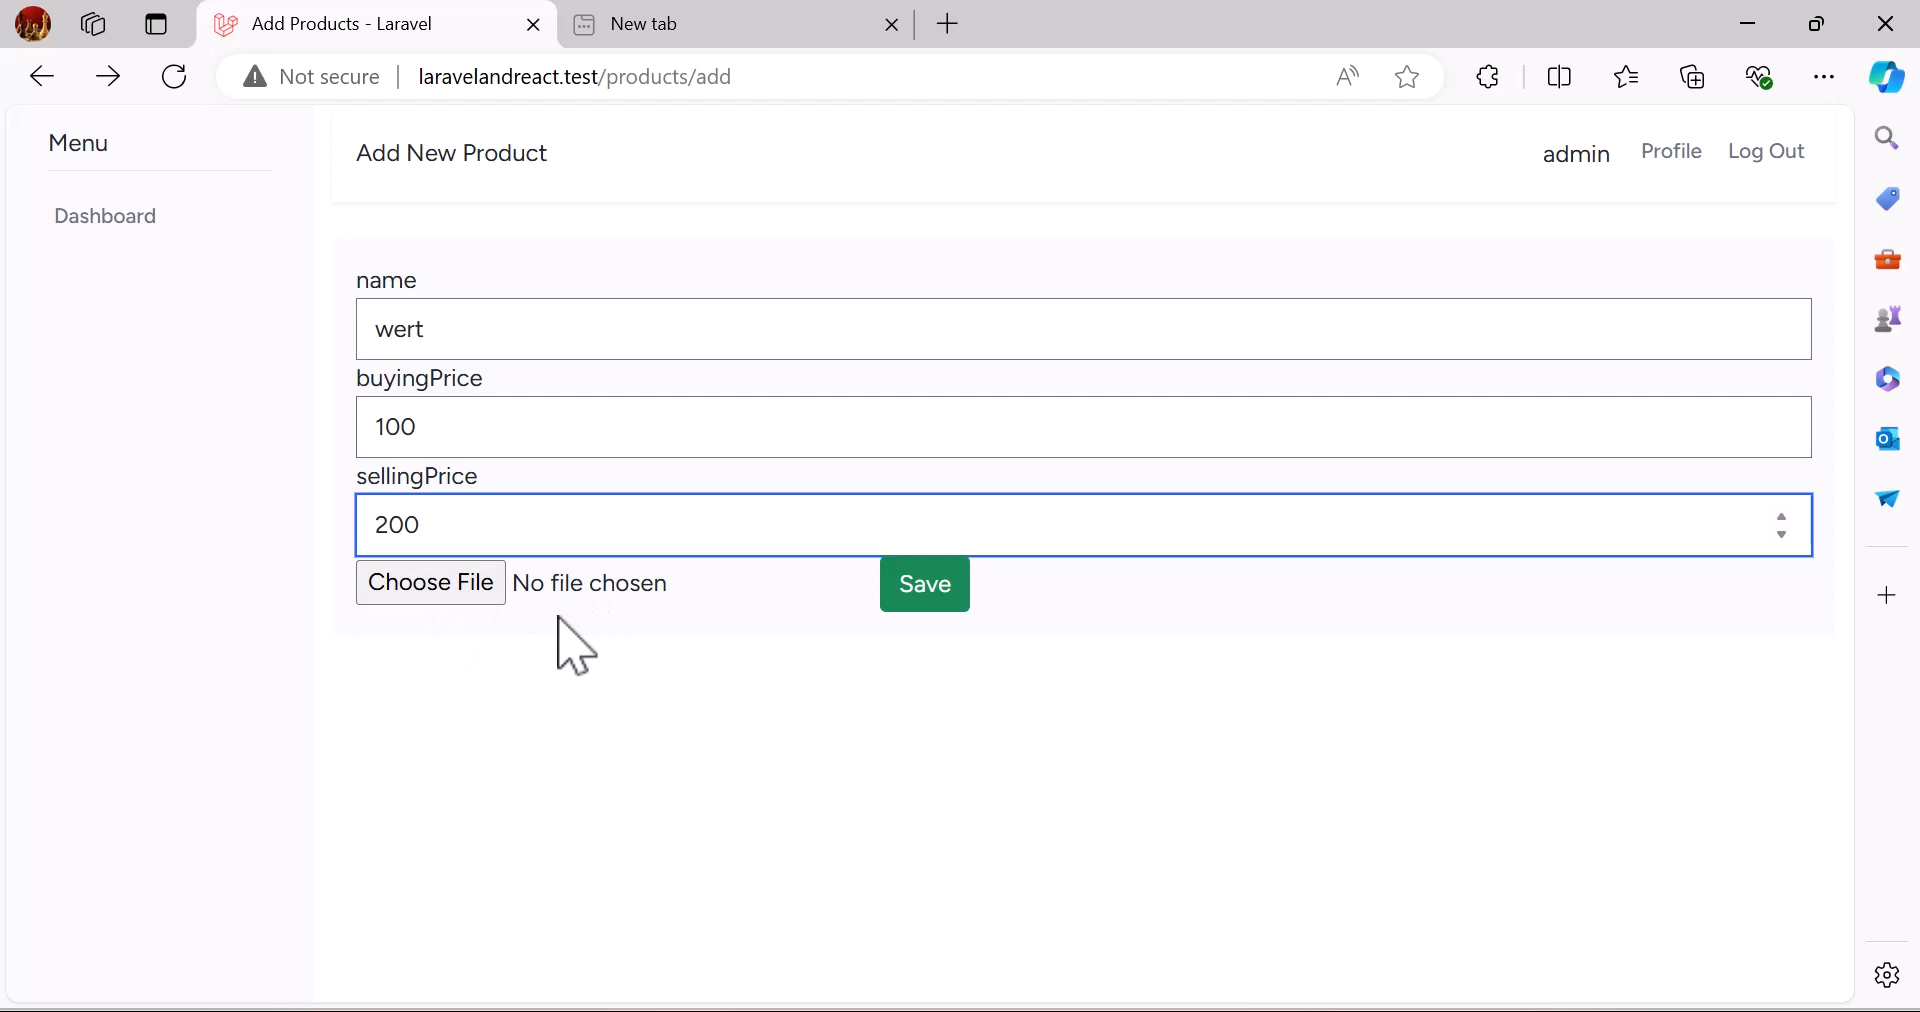 Add Products - Laravel
New tab
Not secure
laravelandreact.test/products/add
Menu
Dashboard
Add New Product
admin
Profile
Log Out
name
wert
buyingPrice
100
sellingPrice
200
Choose File No file chosen
Save